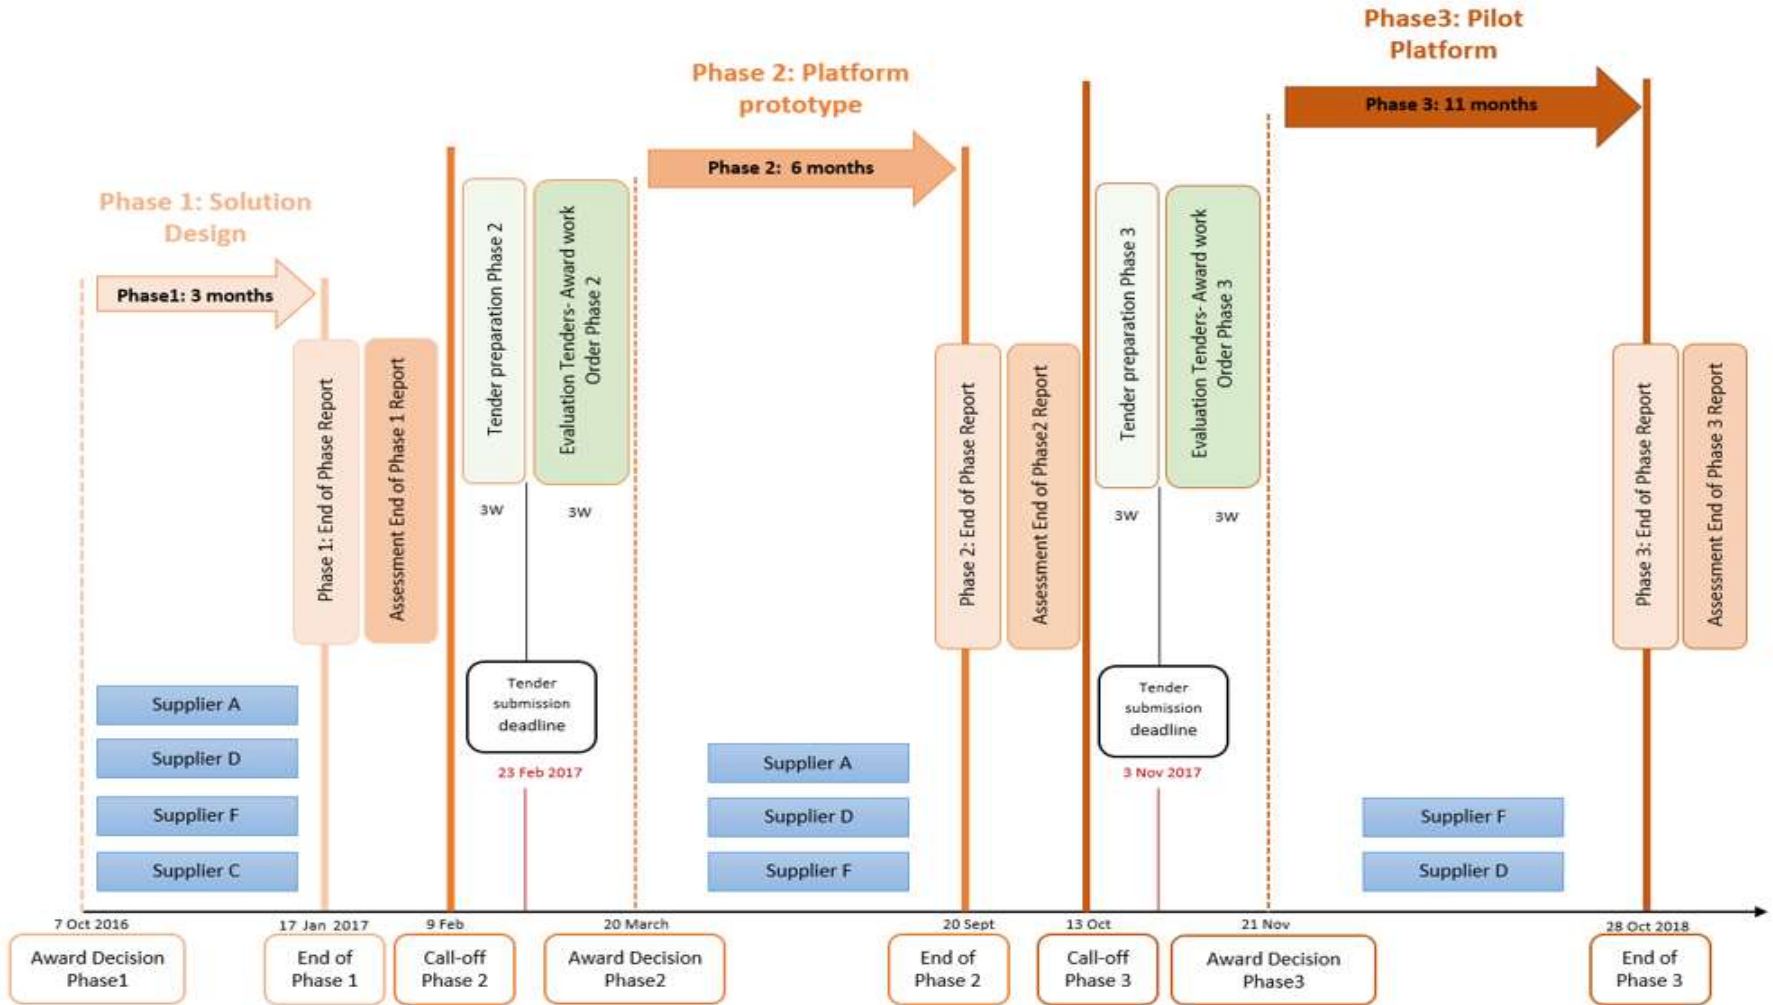 Phase3: Pilot
Platform
Phase 3: 11 months
Phase 2: Platform
prototype
Phase 2:  6 months
Phase 1: Solution
Design
Phase1: 3 months
Phase 1: End of Phase Report
Assessment End of Phase 1 Report
Tender preparation Phase 2
Evaluation Tenders- Award work
Order Phase 2
3W
3W
Phase 2: End of Phase Report
Assessment End of Phase2 Report
Tender preparation Phase 3
Evaluation Tenders- Award work
Order Phase 3
3W
3W
Phase 3: End of Phase Report
Assessment End of Phase 3 Report
Tender
submission
deadline
23 Feb 2017
Tender
submission
deadline
3 Nov 2017
Supplier A
Supplier D
Supplier F
Supplier C
Supplier A
Supplier D
Supplier F
Supplier F
Supplier D
7 Oct 2016
Award Decision
Phase1
17 Jan 2017
End of
Phase 1
9 Feb
Call-off
Phase 2
20 March
Award Decision
Phase2
20 Sept
End of
Phase 2
13 Oct
Call-off
Phase 3
21 Nov
Award Decision
Phase3
28 Oct 2018
End of
Phase 3